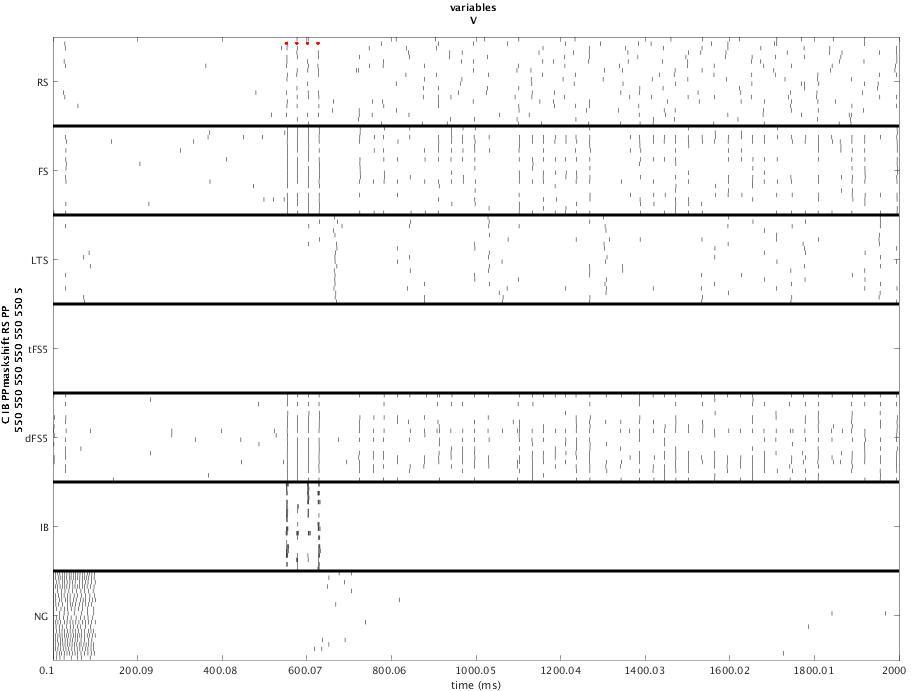 variables
V
RS
FS
LTS
tFS5
dFS5
IB
NG
C IB PPmaskshift RS PP
550 550 550 550 550 550 5
0.1 200.09 400.08 600.07 800.06 1000.05 1200.04 1400.03 1600.02 1800.01 2000
time (ms)